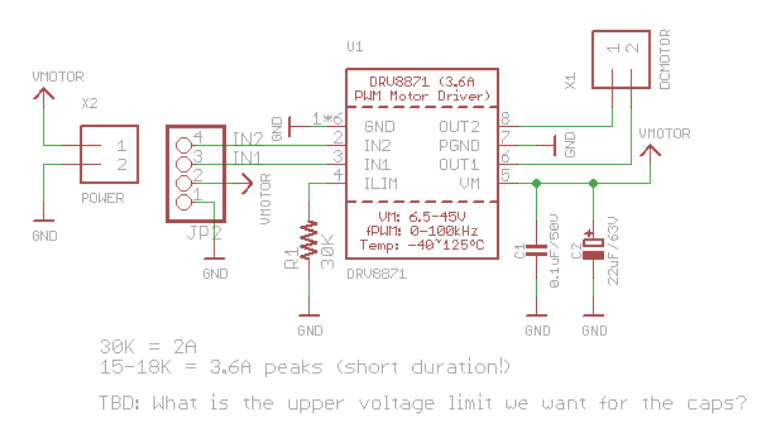 U1
DRV8871 (3.6A
PWM Motor Driver)
VMOTOR
X2
1
2
POWER
GND
4
3
2
1
IN2
IN1
VMOTOR
JP2
GND
GND
1*6
2
3
4
GND
IN2
IN1
ILIM
OUT2
PGND
OUT1
VM
8
7
6
5
VM: 6.5-45V
fPWM: 0-100kHz
Temp: -40~125ºC
DRV8871
R1
30K
GND
X1
1 2
DCMOTOR
GND
VMOTOR
C1
0.1uF/50V
GND
+
C2
22uF/63V
GND
30K = 2A
15-18K = 3.6A peaks (short duration!)
TBD: What is the upper voltage limit we want for the caps?